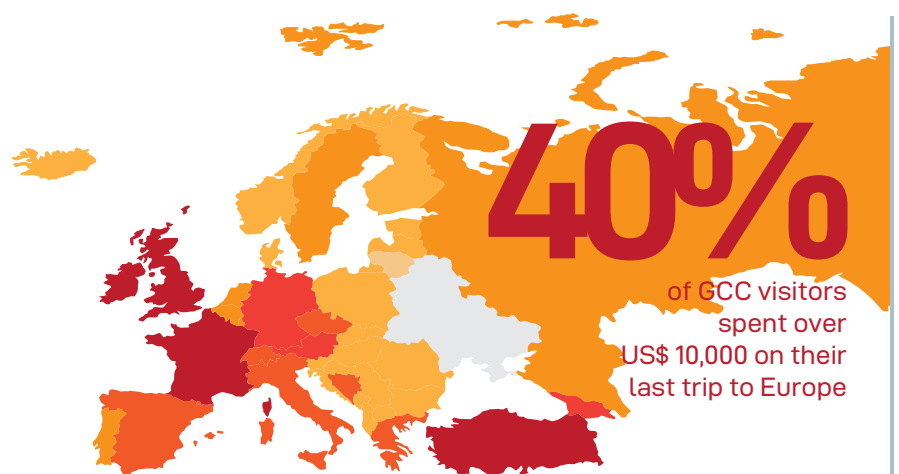 40%
of GCC visitors
spent over
US$ 10,000 on their
last trip to Europe